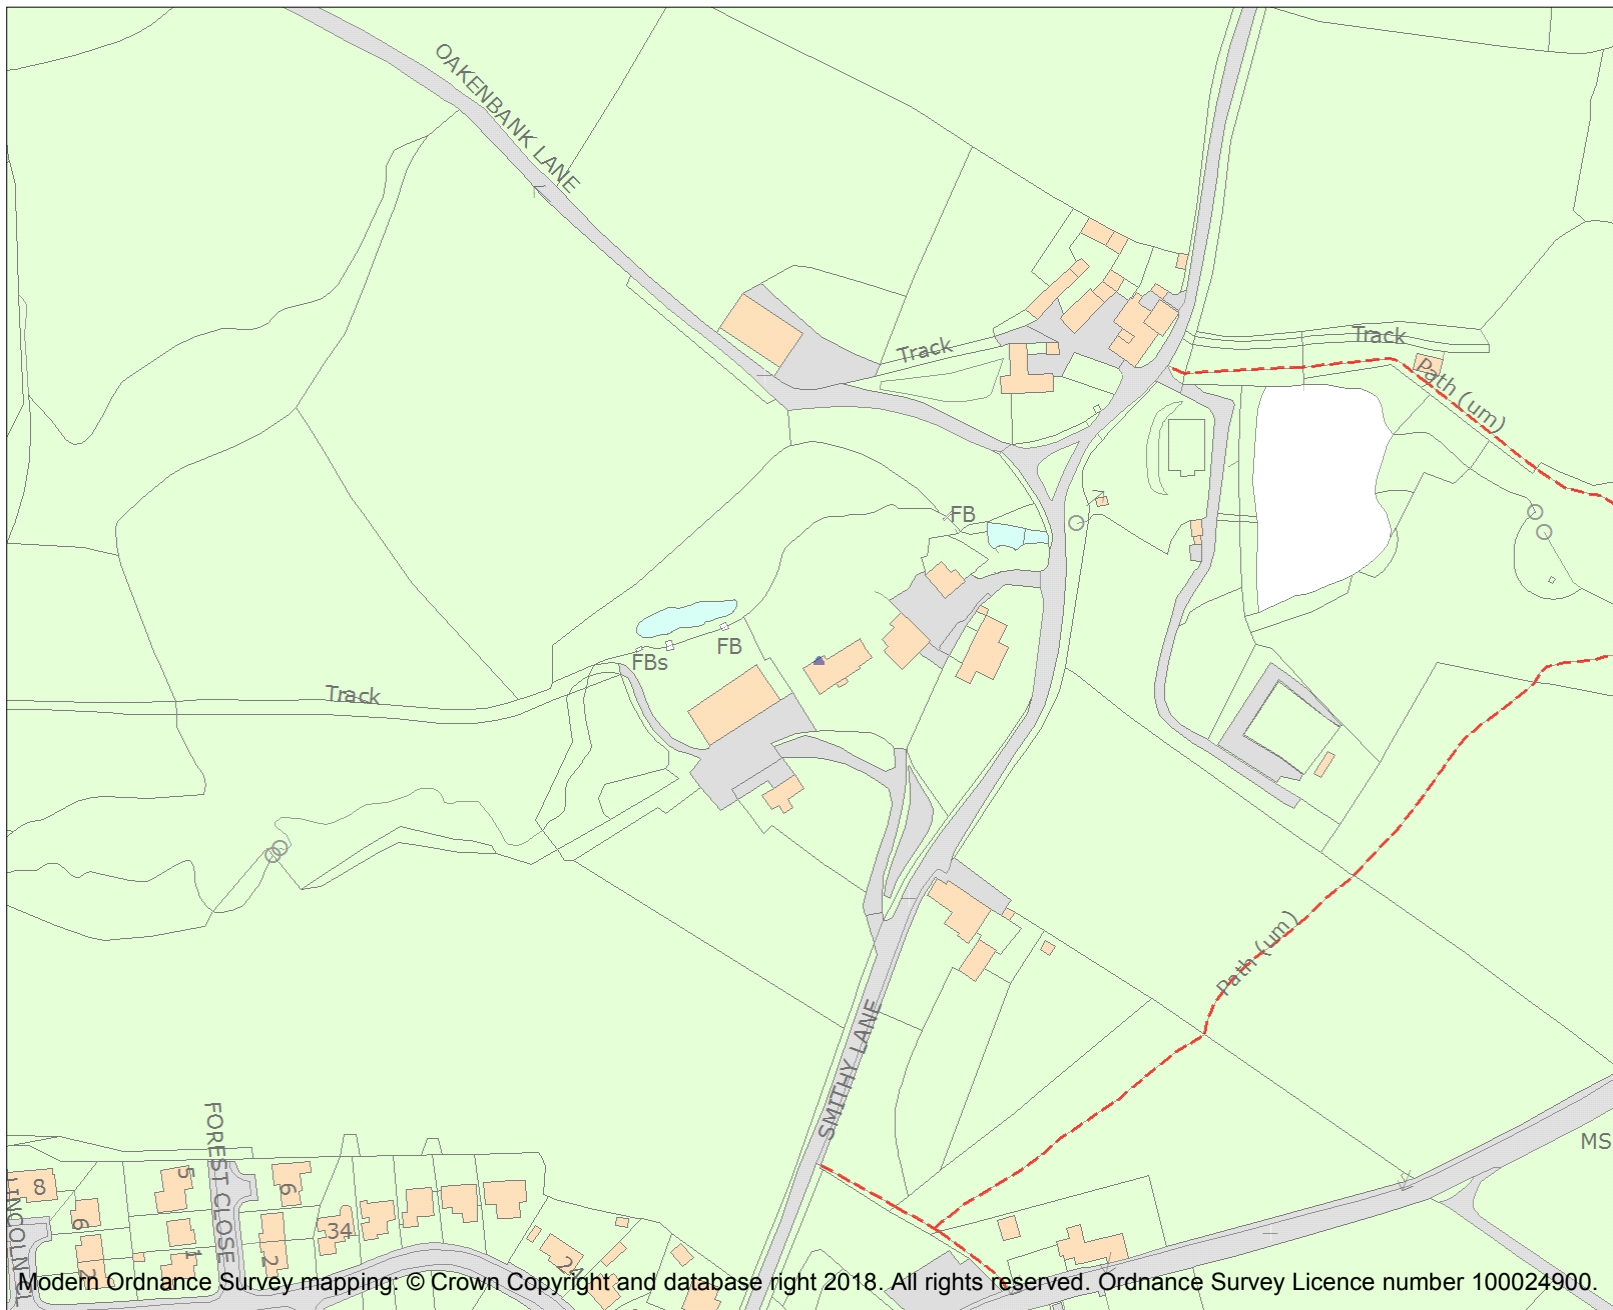 OAKENBANK LANE
Track
Track
Path (um)
FB
FBs
FB
Track
Path (um)
SMITHY LANE
MS
FOREST CLOSE
8
5
6
6
34
1
2
2
24
Modern Ordnance Survey mapping: © Crown Copyright and database right 2018. All rights reserved. Ordnance Survey Licence number 100024900.